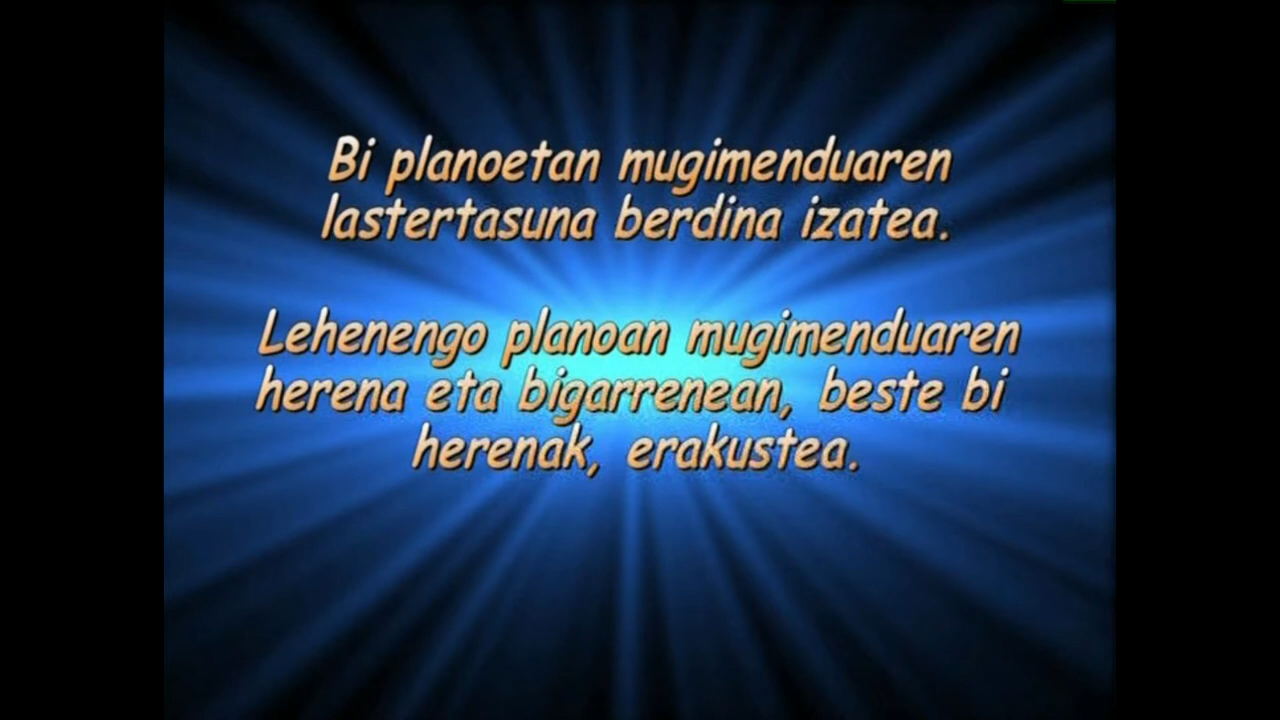 Bi planoetan mugimenduaren
lastertasuna berdina izatea.
Lehenengo planoan mugimenduaren
herena eta bigarrenean, beste bi
herenak, erakustea.